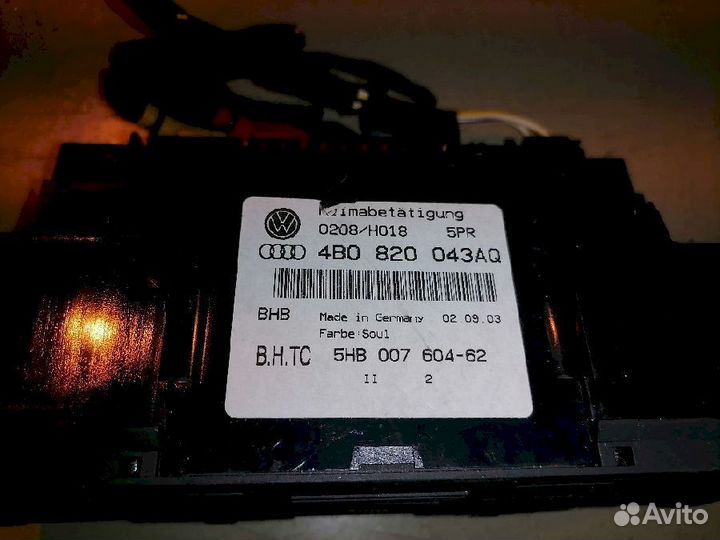 Klimabetätigung
0208/H018 5PR
4B0 820 043AQ
BHB Made in Germany 02 09.03
Farbe:Soul
B.H.TC 5HB 007 604-62
II 2
Avito